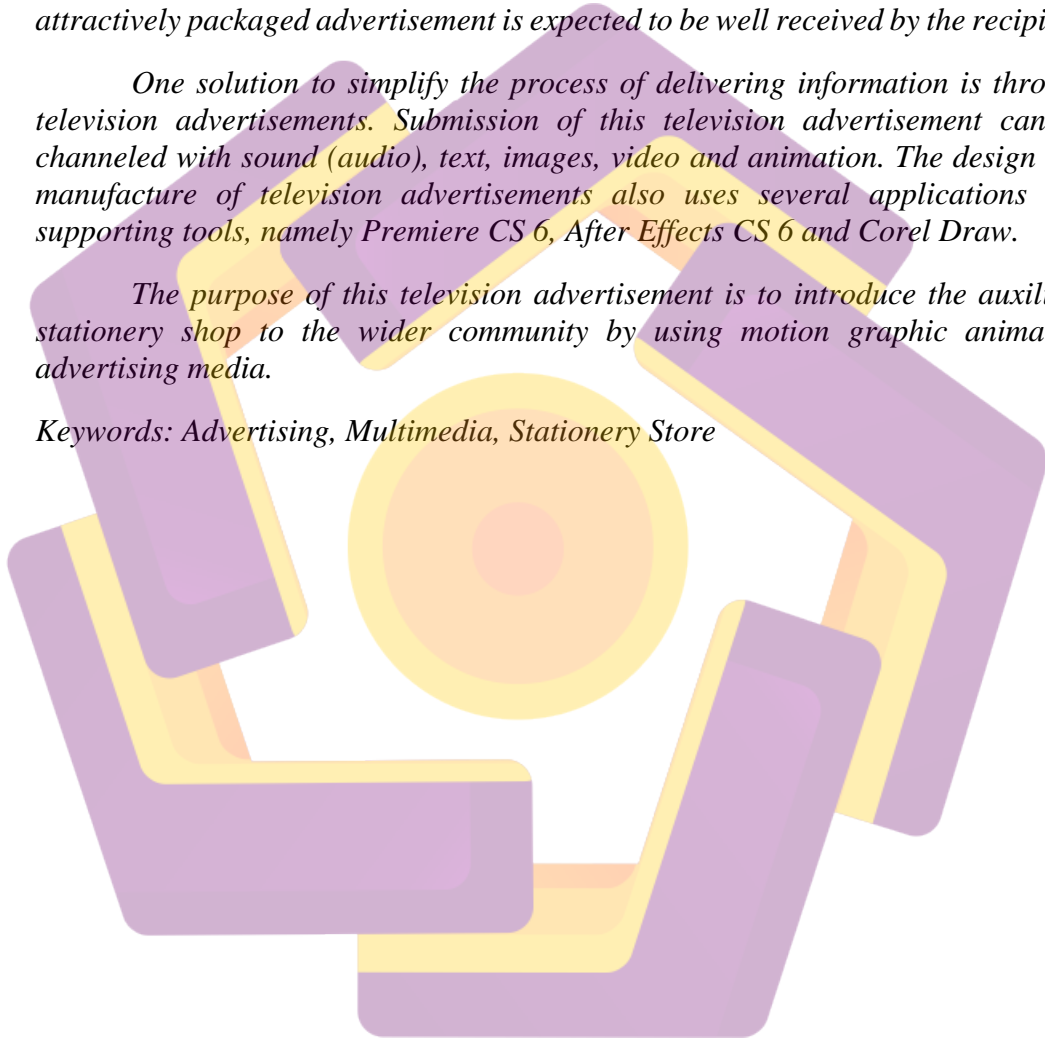 attractively packaged advertisement is expected to be well received by the recipi
One solution to simplify the process of delivering information is thro
television advertisements. Submission of this television advertisement can
channeled with sound (audio), text, images, video and animation. The design
manufacture of television advertisements also uses several applications
supporting tools, namely Premiere CS 6, After Effects CS 6 and Corel Draw.
The purpose of this television advertisement is to introduce the auxili
stationery shop to the wider community by using motion graphic anima
advertising media.
Keywords: Advertising, Multimedia, Stationery Store